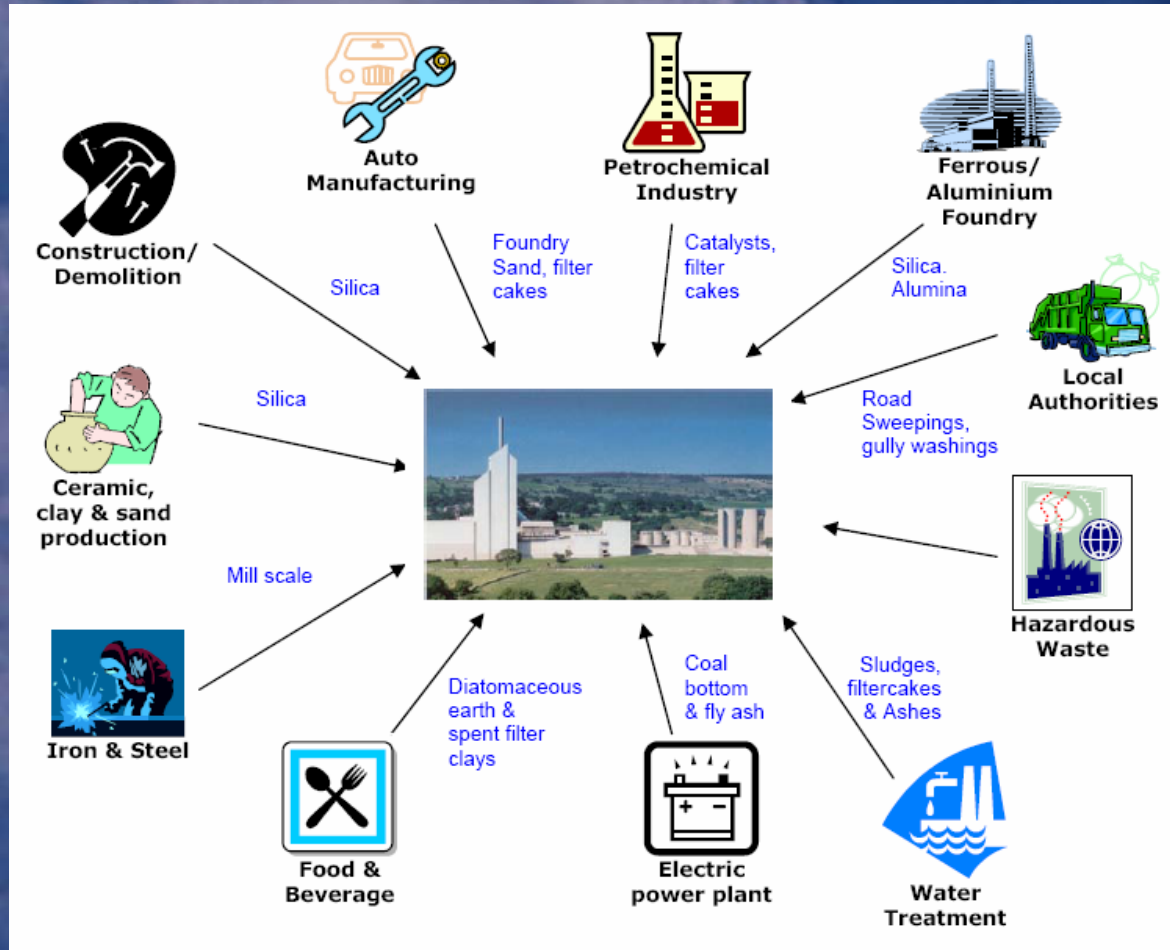 Auto
Manufacturing
Petrochemical
Industry
Ferrous/
Aluminium
Foundry
Construction/
Demolition
Silica
Foundry
Sand, filter
cakes
Catalysts,
filter
cakes
Silica.
Alumina
Local
Authorities
Silica
Road
Sweepings,
gully washings
Ceramic,
clay & sand
production
Hazardous
Waste
Mill scale
Iron & Steel
Diatomaceous
earth &
spent filter
clays
Coal
bottom
& fly ash
Sludges,
filtercakes
& Ashes
Food &
Beverage
Electric
power plant
Water
Treatment